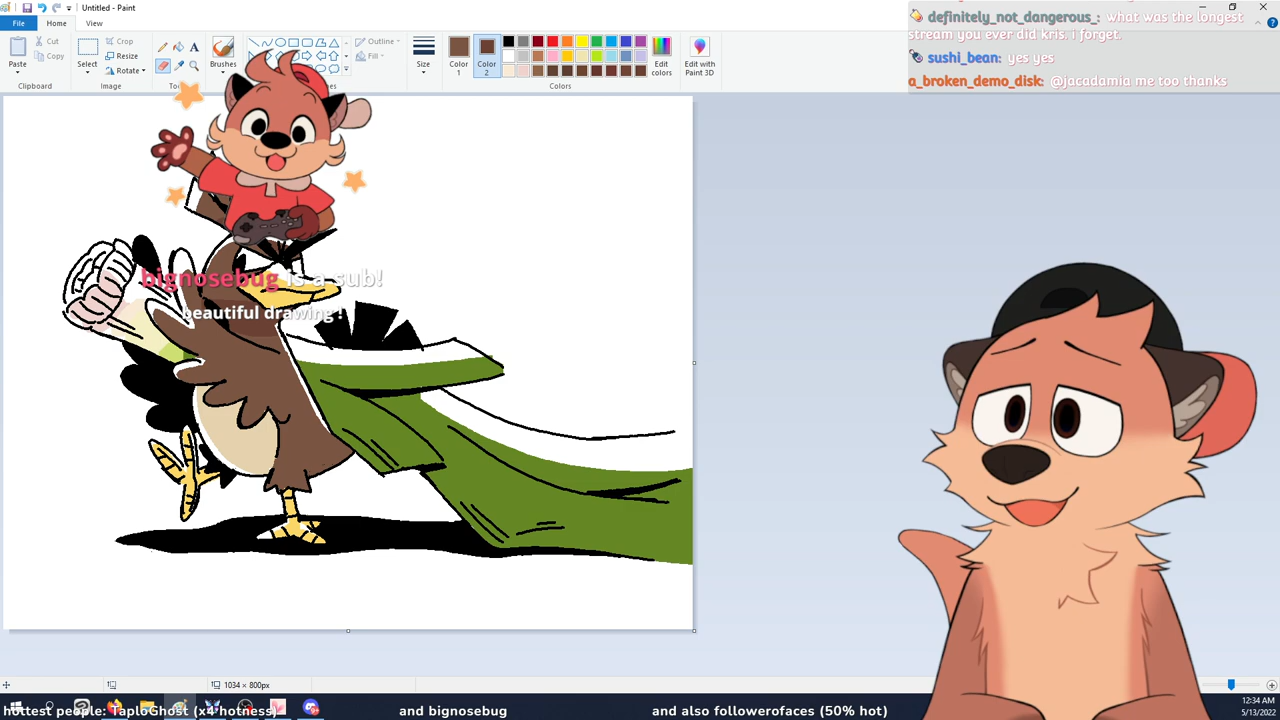 Untitled - Paint
File
Home
View
Paste
Cut
Copy
Clipboard
Select
Crop
Resize
Rotate
Image
A
Brushes
Outline
Fill
Size
Color 1
Color 2
Edit colors
Edit with Paint 3D
Colors
definitely_not_dangerous_: what was the longest
stream you ever did kris. i forget.
sushi_bean: yes yes
a_broken_demo_disk: @jacadamia me too thanks
bignosebug is a sub!
beautiful drawing !
1034 × 800px
12:34 AM
5/13/2022
hottest people: TaploGhost (x4 hotness) and bignosebug and also followerofaces (50% hot)